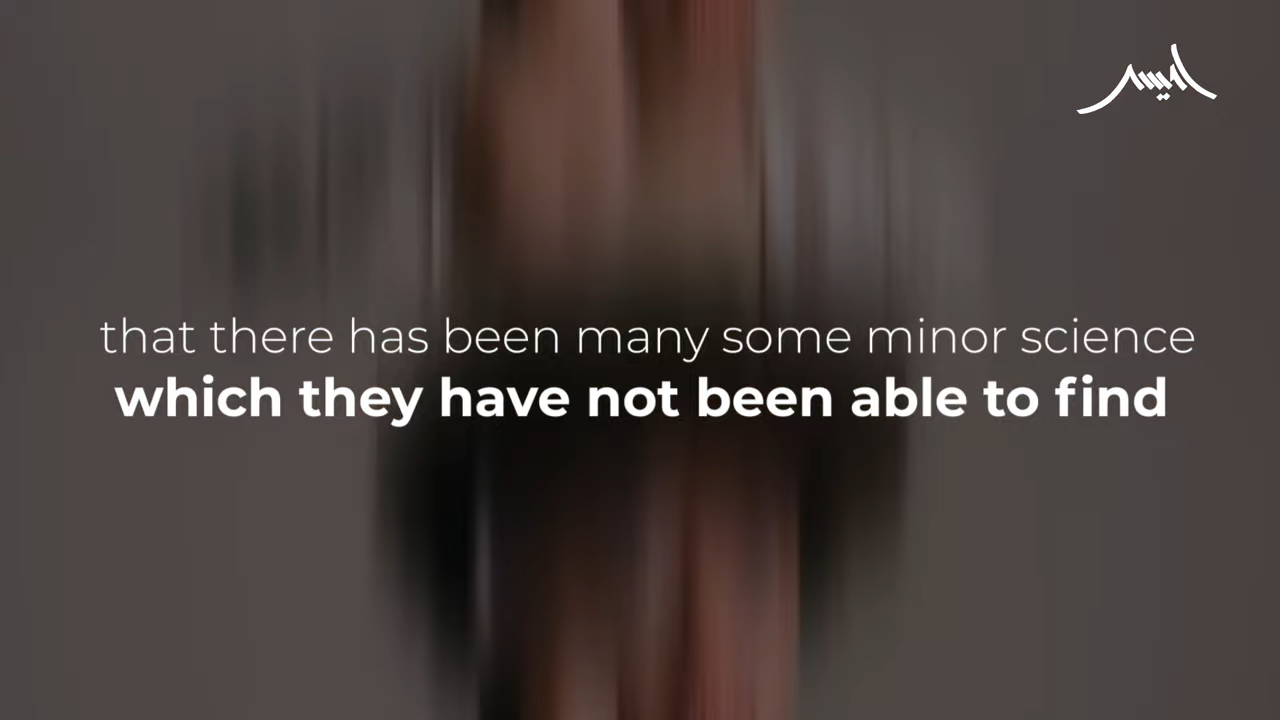 that there has been many some minor science
which they have not been able to find